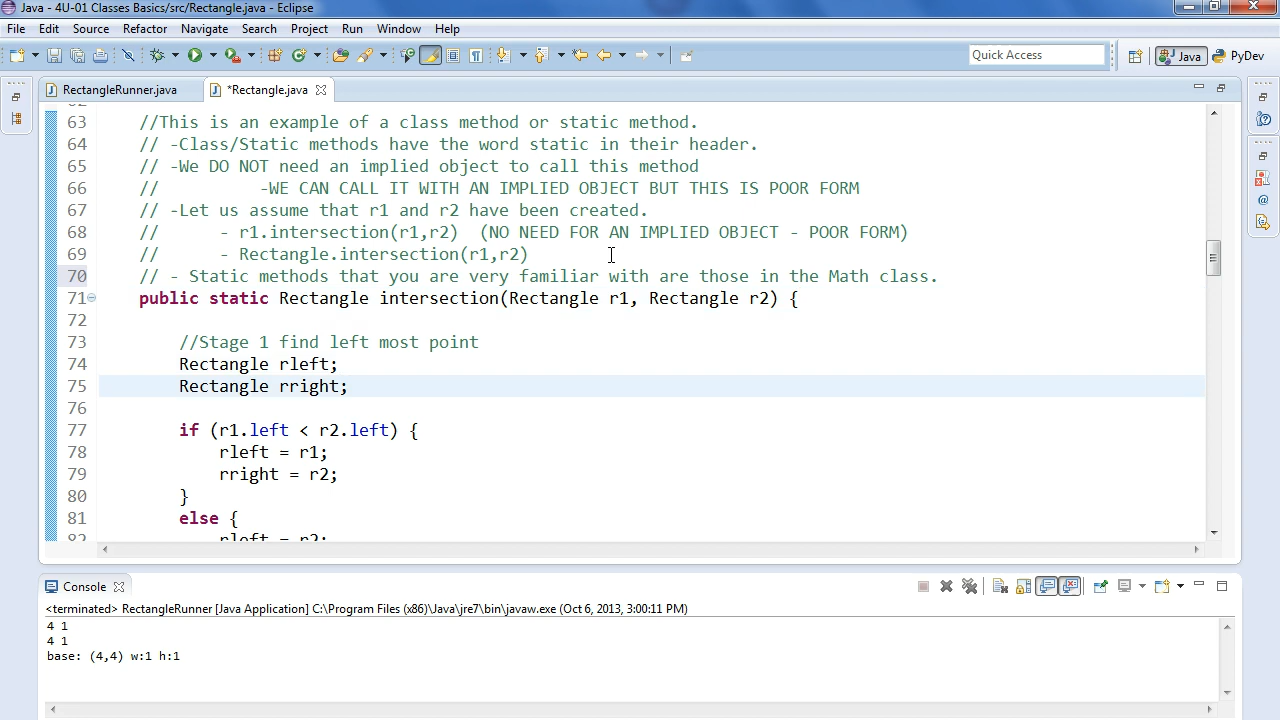 Java - 4U-01 Classes Basics/src/Rectangle.java - Eclipse
File Edit Source Refactor Navigate Search Project Run Window Help
Quick Access Java PyDev
RectangleRunner.java *Rectangle.java
63 //This is an example of a class method or static method.
64 // -Class/Static methods have the word static in their header.
65 // -We DO NOT need an implied object to call this method
66 // -WE CAN CALL IT WITH AN IMPLIED OBJECT BUT THIS IS POOR FORM
67 // -Let us assume that r1 and r2 have been created.
68 // - r1.intersection(r1,r2) (NO NEED FOR AN IMPLIED OBJECT - POOR FORM)
69 // - Rectangle.intersection(r1,r2)
70 // - Static methods that you are very familiar with are those in the Math class.
71 public static Rectangle intersection(Rectangle r1, Rectangle r2) {
72
73 //Stage 1 find left most point
74 Rectangle rleft;
75 Rectangle rright;
76
77 if (r1.left < r2.left) {
78 rleft = r1;
79 rright = r2;
80 }
81 else {
82 rleft = r2;
Console
<terminated> RectangleRunner [Java Application] C:\Program Files (x86)\Java\jre7\bin\javaw.exe (Oct 6, 2013, 3:00:11 PM)
4 1
4 1
base: (4,4) w:1 h:1